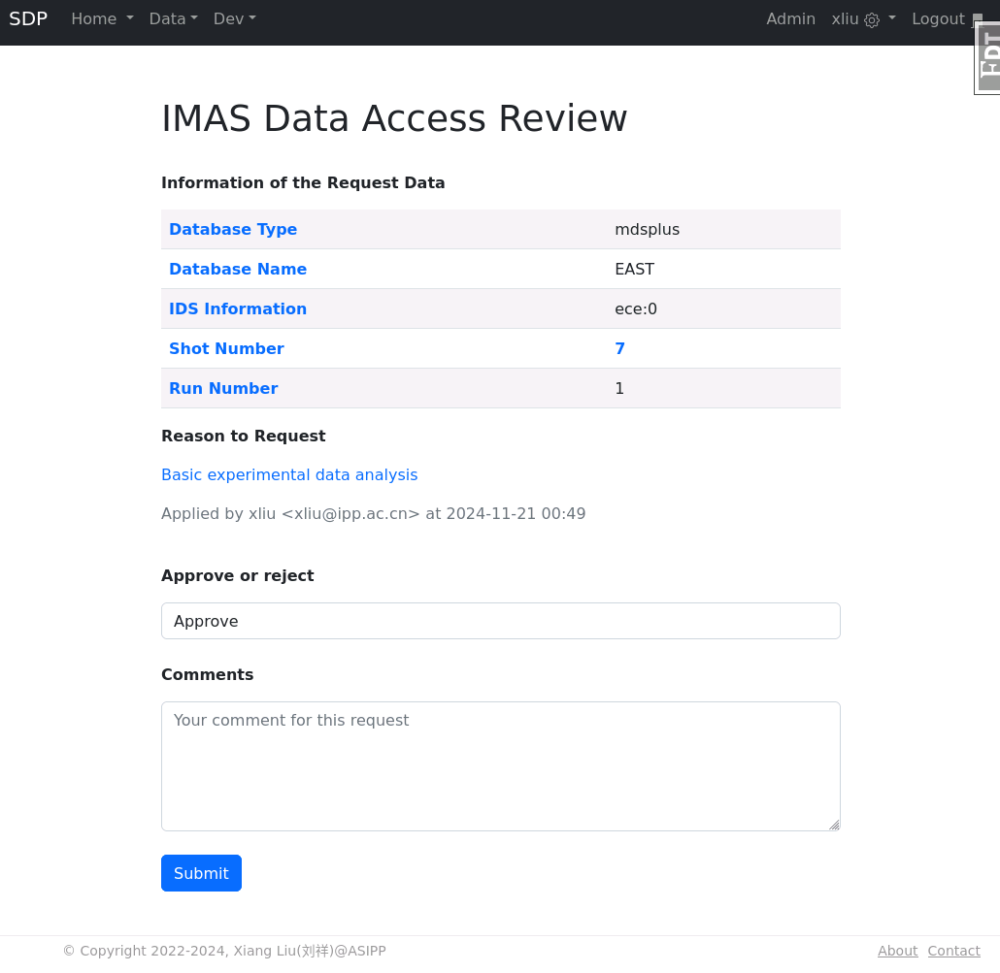 SDP Home Data Dev Admin xliu Logout
EDT
IMAS Data Access Review
Information of the Request Data
Database Type mdsplus
Database Name EAST
IDS Information ece:0
Shot Number 7
Run Number 1
Reason to Request
Basic experimental data analysis
Applied by xliu <xliu@ipp.ac.cn> at 2024-11-21 00:49
Approve or reject
Approve
Comments
Your comment for this request
Submit
© Copyright 2022-2024, Xiang Liu(刘祥)@ASIPP About Contact